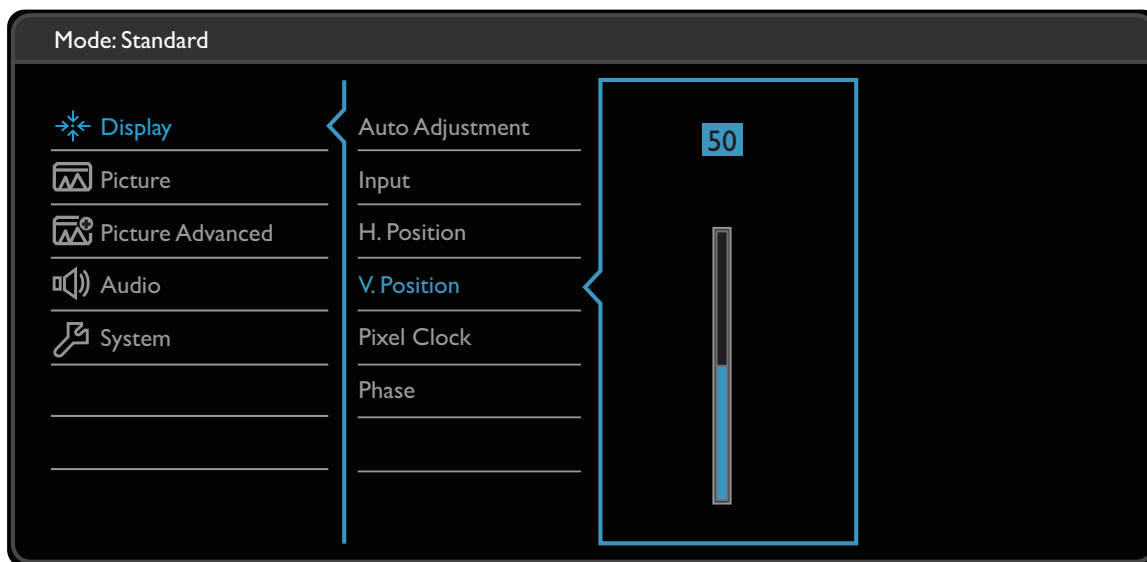 Mode: Standard
Display
Picture
Picture Advanced
Audio
System
Auto Adjustment
Input
H. Position
V. Position
Pixel Clock
Phase
50